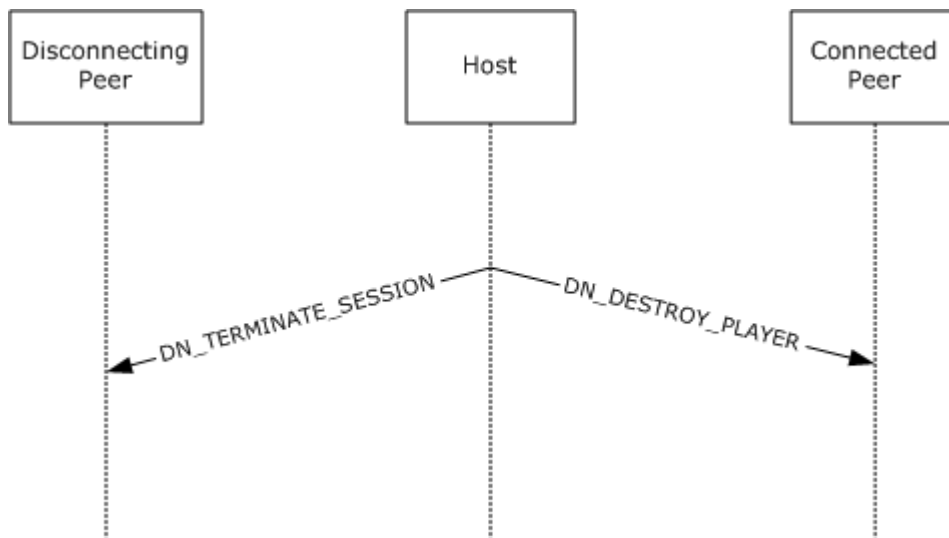 Disconnecting
Peer
Host
Connected
Peer
DN_TERMINATE_SESSION
DN_DESTROY_PLAYER